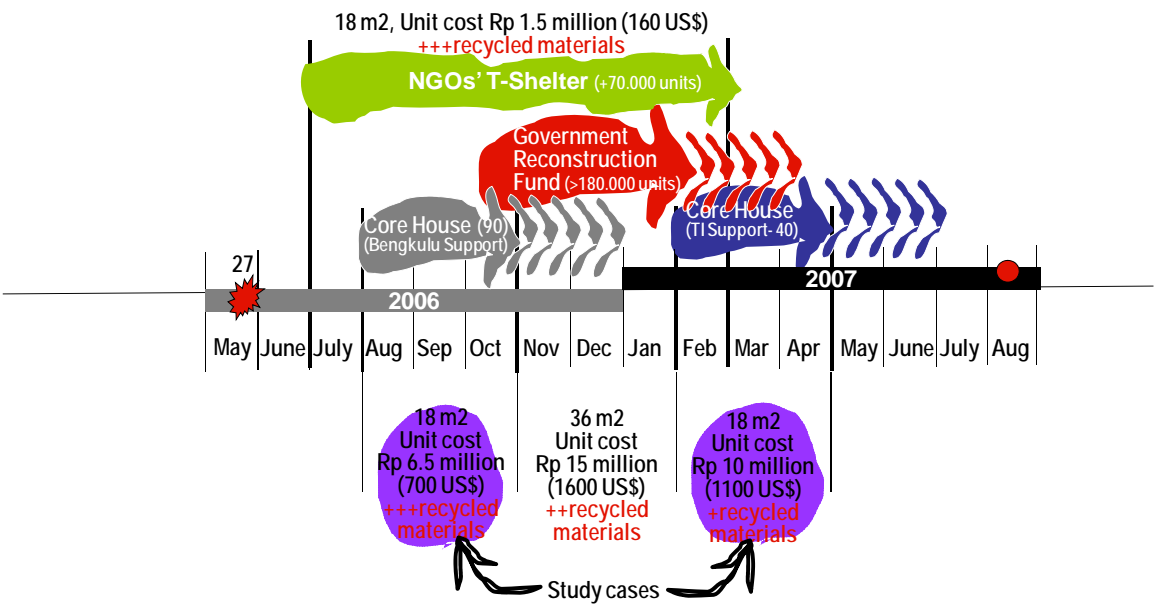 18 m2, Unit cost Rp 1.5 million (160 US$)
+++recycled materials
NGOs' T-Shelter (+70.000 units)
Government
Reconstruction
Fund (>180.000 units)
Core House (90)
(Bengkulu Support)
Core House
(TI Support- 40)
27
2006
2007
May June July Aug Sep Oct Nov Dec Jan Feb Mar Apr May June July Aug
18 m2
Unit cost
Rp 6.5 million
(700 US$)
+++recycled
materials
36 m2
Unit cost
Rp 15 million
(1600 US$)
++recycled
materials
18 m2
Unit cost
Rp 10 million
(1100 US$)
+recycled
materials
Study cases